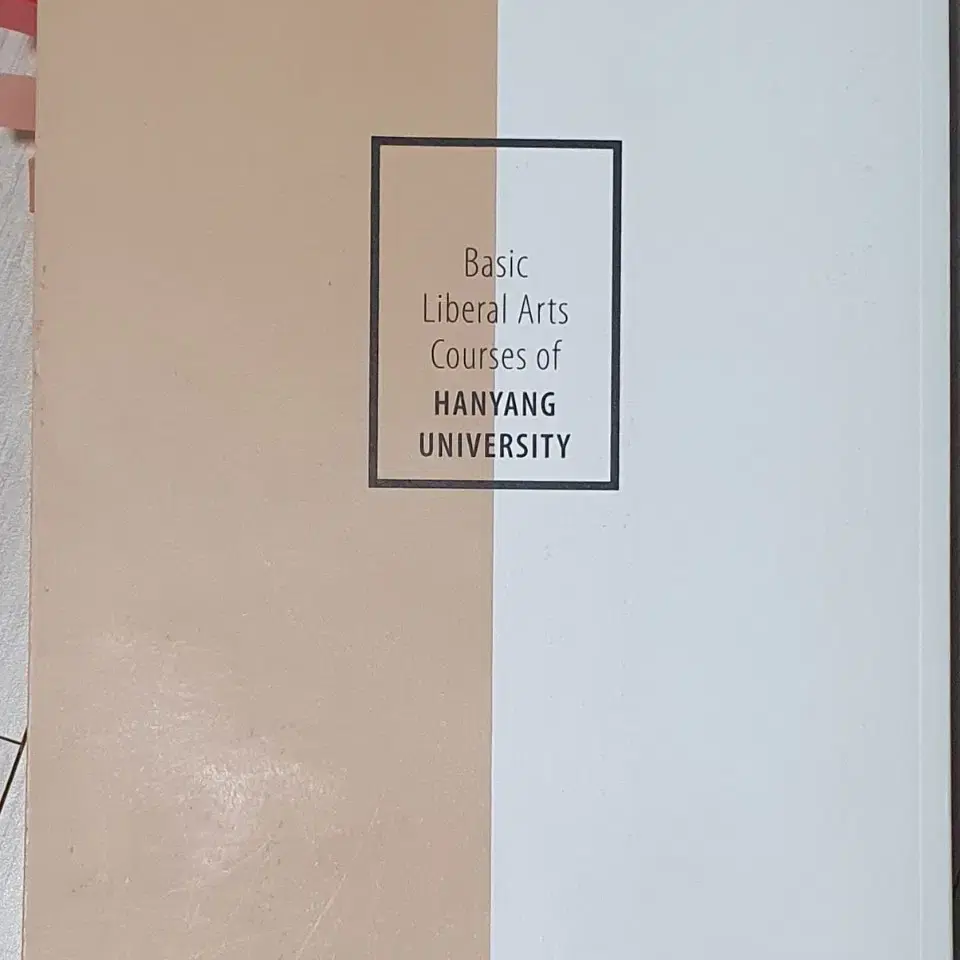 Basic
Liberal Arts
Courses of
HANYANG
UNIVERSITY